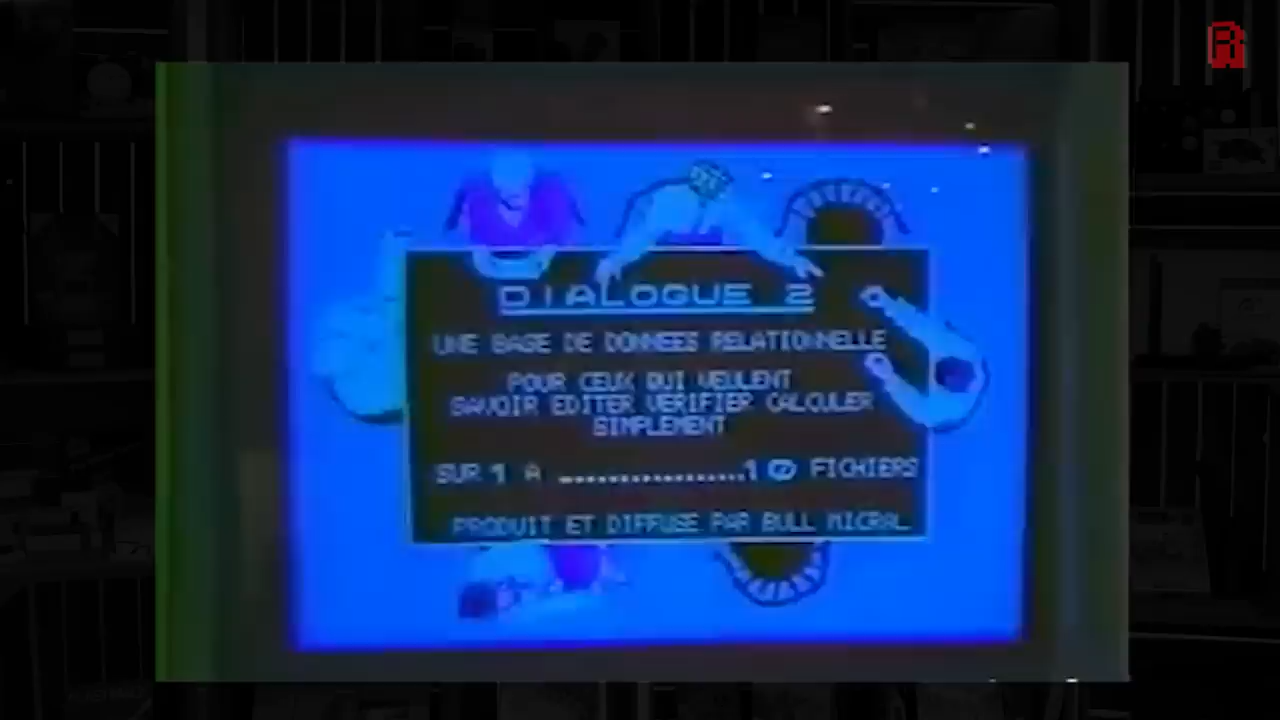 DIALOGUE 2
UNE BASE DE DONNEES RELATIONNELLE
POUR CEUX QUI VEULENT
SAVOIR EDITER VERIFIER CALCULER
SIMPLEMENT
SUR 1 A ..................10 FICHIERS
PRODUIT ET DIFFUSE PAR BULL MICRAL